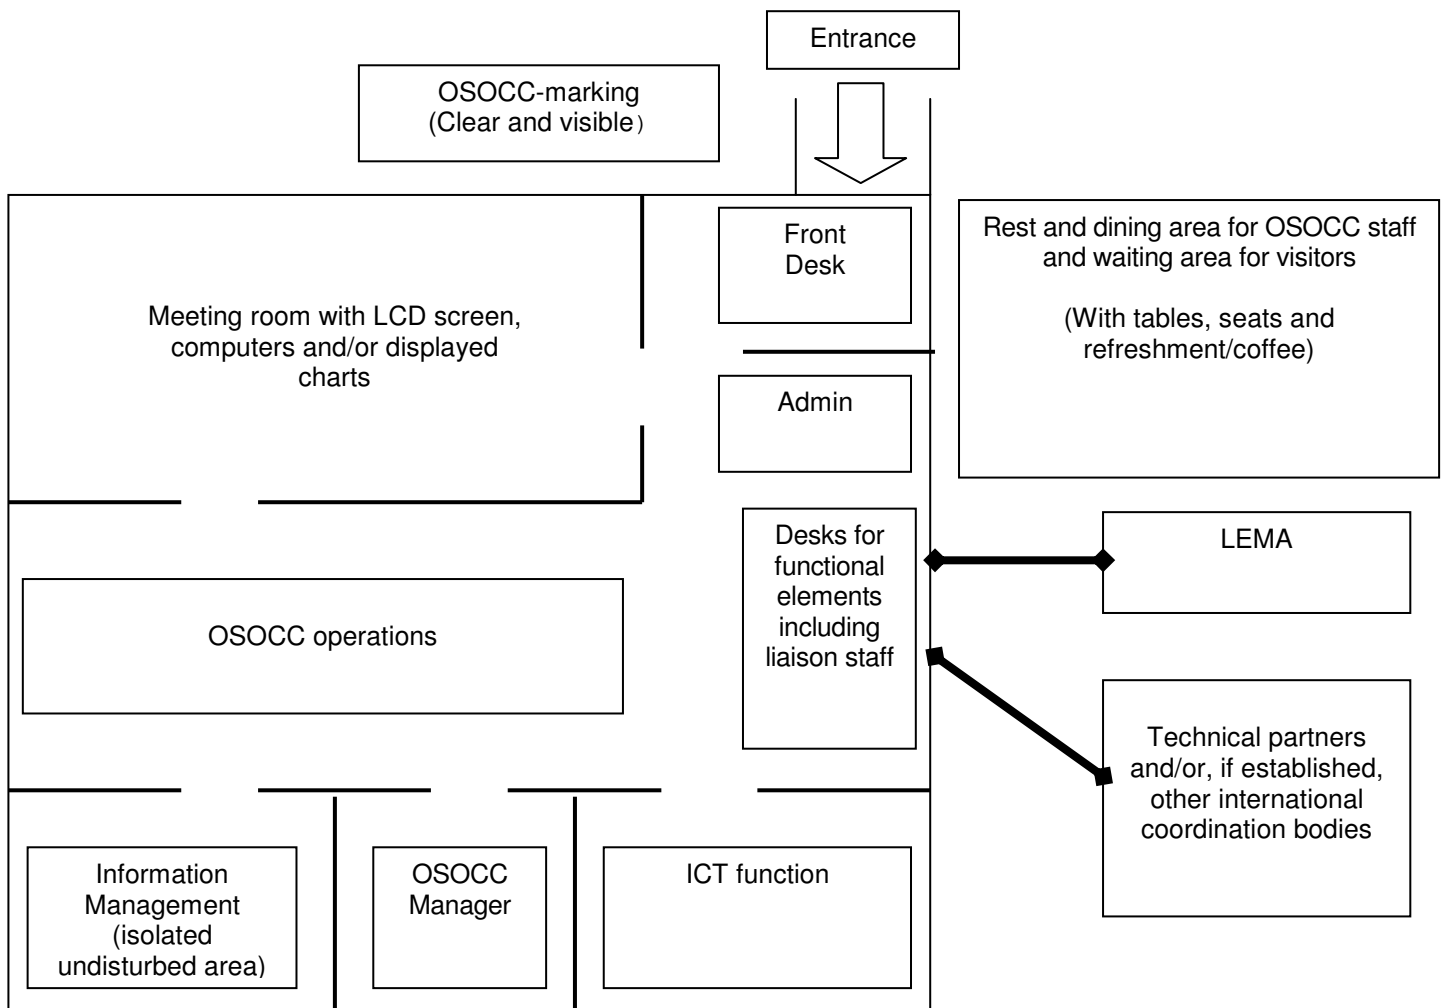 Entrance
OSOCC-marking
(Clear and visible)
Front
Desk
Rest and dining area for OSOCC staff
and waiting area for visitors
(With tables, seats and
refreshment/coffee)
Meeting room with LCD screen,
computers and/or displayed
charts
Admin
Desks for
functional
elements
including
liaison staff
LEMA
OSOCC operations
Technical partners
and/or, if established,
other international
coordination bodies
Information
Management
(isolated
undisturbed area)
OSOCC
Manager
ICT function